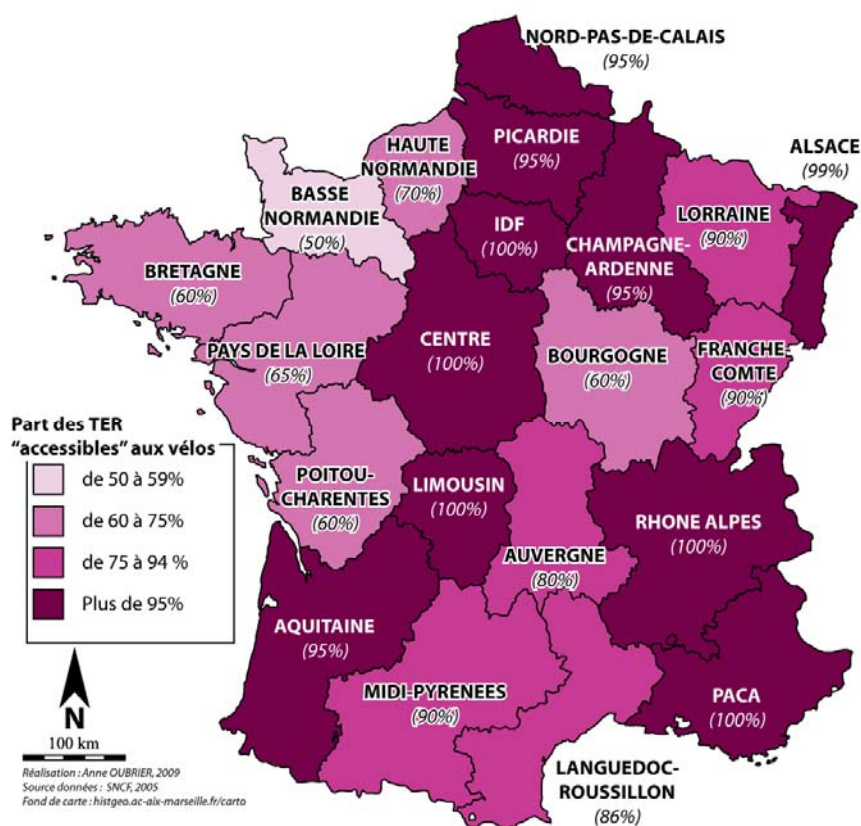 NORD-PAS-DE-CALAIS
(95%)
HAUTE
NORMANDIE
(70%)
PICARDIE
(95%)
ALSACE
(99%)
BASSE
NORMANDIE
(50%)
IDF
(100%)
LORRAINE
(90%)
CHAMPAGNE-
ARDENNE
(95%)
BRETAGNE
(60%)
PAYS DE LA LOIRE
(65%)
CENTRE
(100%)
BOURGOGNE
(60%)
FRANCHE-
COMTE
(90%)
Part des TER
"accessibles" aux vélos
de 50 à 59%
de 60 à 75%
de 75 à 94 %
Plus de 95%
POITOU-
CHARENTES
(60%)
LIMOUSIN
(100%)
AUVERGNE
(80%)
RHONE ALPES
(100%)
AQUITAINE
(95%)
MIDI-PYRENEES
(90%)
PACA
(100%)
LANGUEDOC-
ROUSSILLON
(86%)
N
100 km
Réalisation : Anne OUBRIER, 2009
Source données : SNCF, 2005
Fond de carte : histgeo.ac-aix-marseille.fr/carto